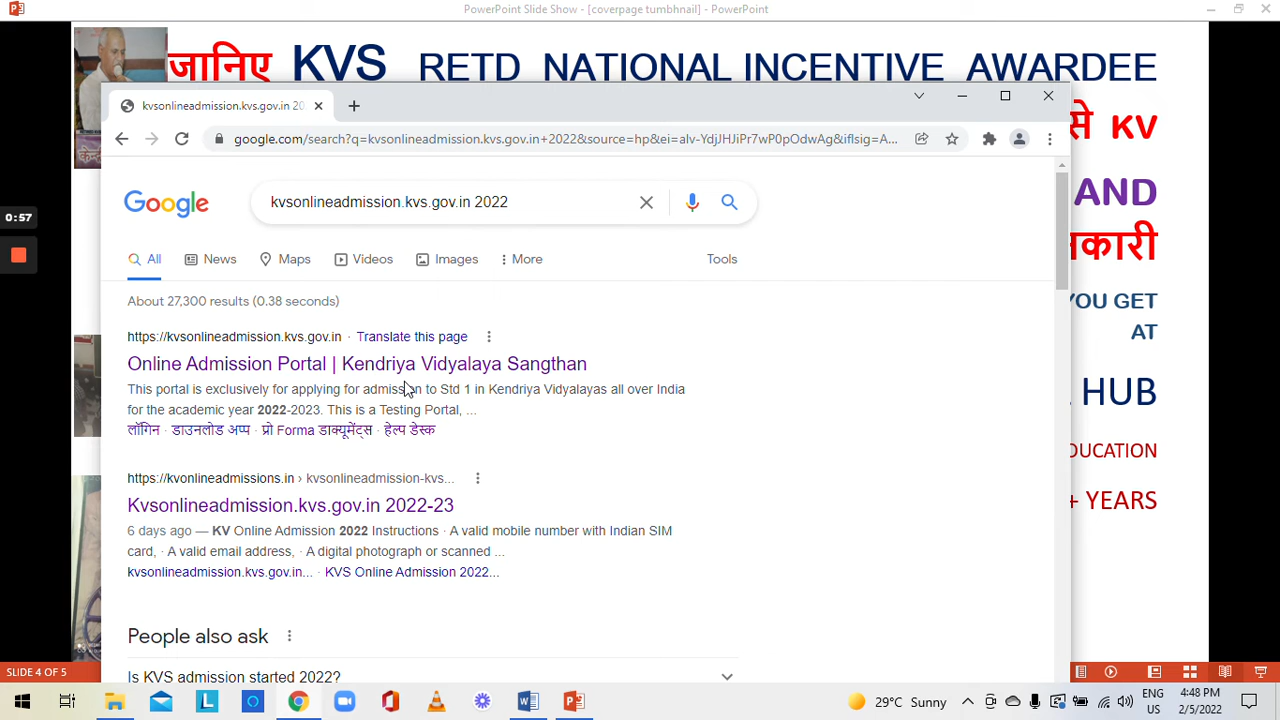 PowerPoint Slide Show - [coverpage tumbhnail] - PowerPoint
जानिए KVS RETD NATIONAL INCENTIVE AWARDEE
से KV
AND
YOU GET
AT
HUB
+ YEARS
kvsonlineadmission.kvs.gov.in 20
google.com/search?q=kvsonlineadmission.kvs.gov.in+2022&source=hp&ei=alv-YdjJHJiPr7wP0pOdwAg&iflsig=A...
0:57
Google
kvsonlineadmission.kvs.gov.in 2022
All News Maps Videos Images More Tools
About 27,300 results (0.38 seconds)
https://kvsonlineadmission.kvs.gov.in · Translate this page
Online Admission Portal | Kendriya Vidyalaya Sangthan
This portal is exclusively for applying for admission to Std 1 in Kendriya Vidyalayas all over India
for the academic year 2022-2023. This is a Testing Portal, ...
लॉगिन · डाउनलोड अप्प · प्रो Forma डाक्यूमेंट्स · हेल्प डेस्क
https://kvonlineadmissions.in › kvsonlineadmission-kvs...
Kvsonlineadmission.kvs.gov.in 2022-23
6 days ago — KV Online Admission 2022 Instructions · A valid mobile number with Indian SIM
card, · A valid email address, · A digital photograph or scanned ...
kvsonlineadmission.kvs.gov.in... · KVS Online Admission 2022...
People also ask
Is KVS admission started 2022?
SLIDE 4 OF 5
29°C Sunny
ENG
US
4:48 PM
2/5/2022